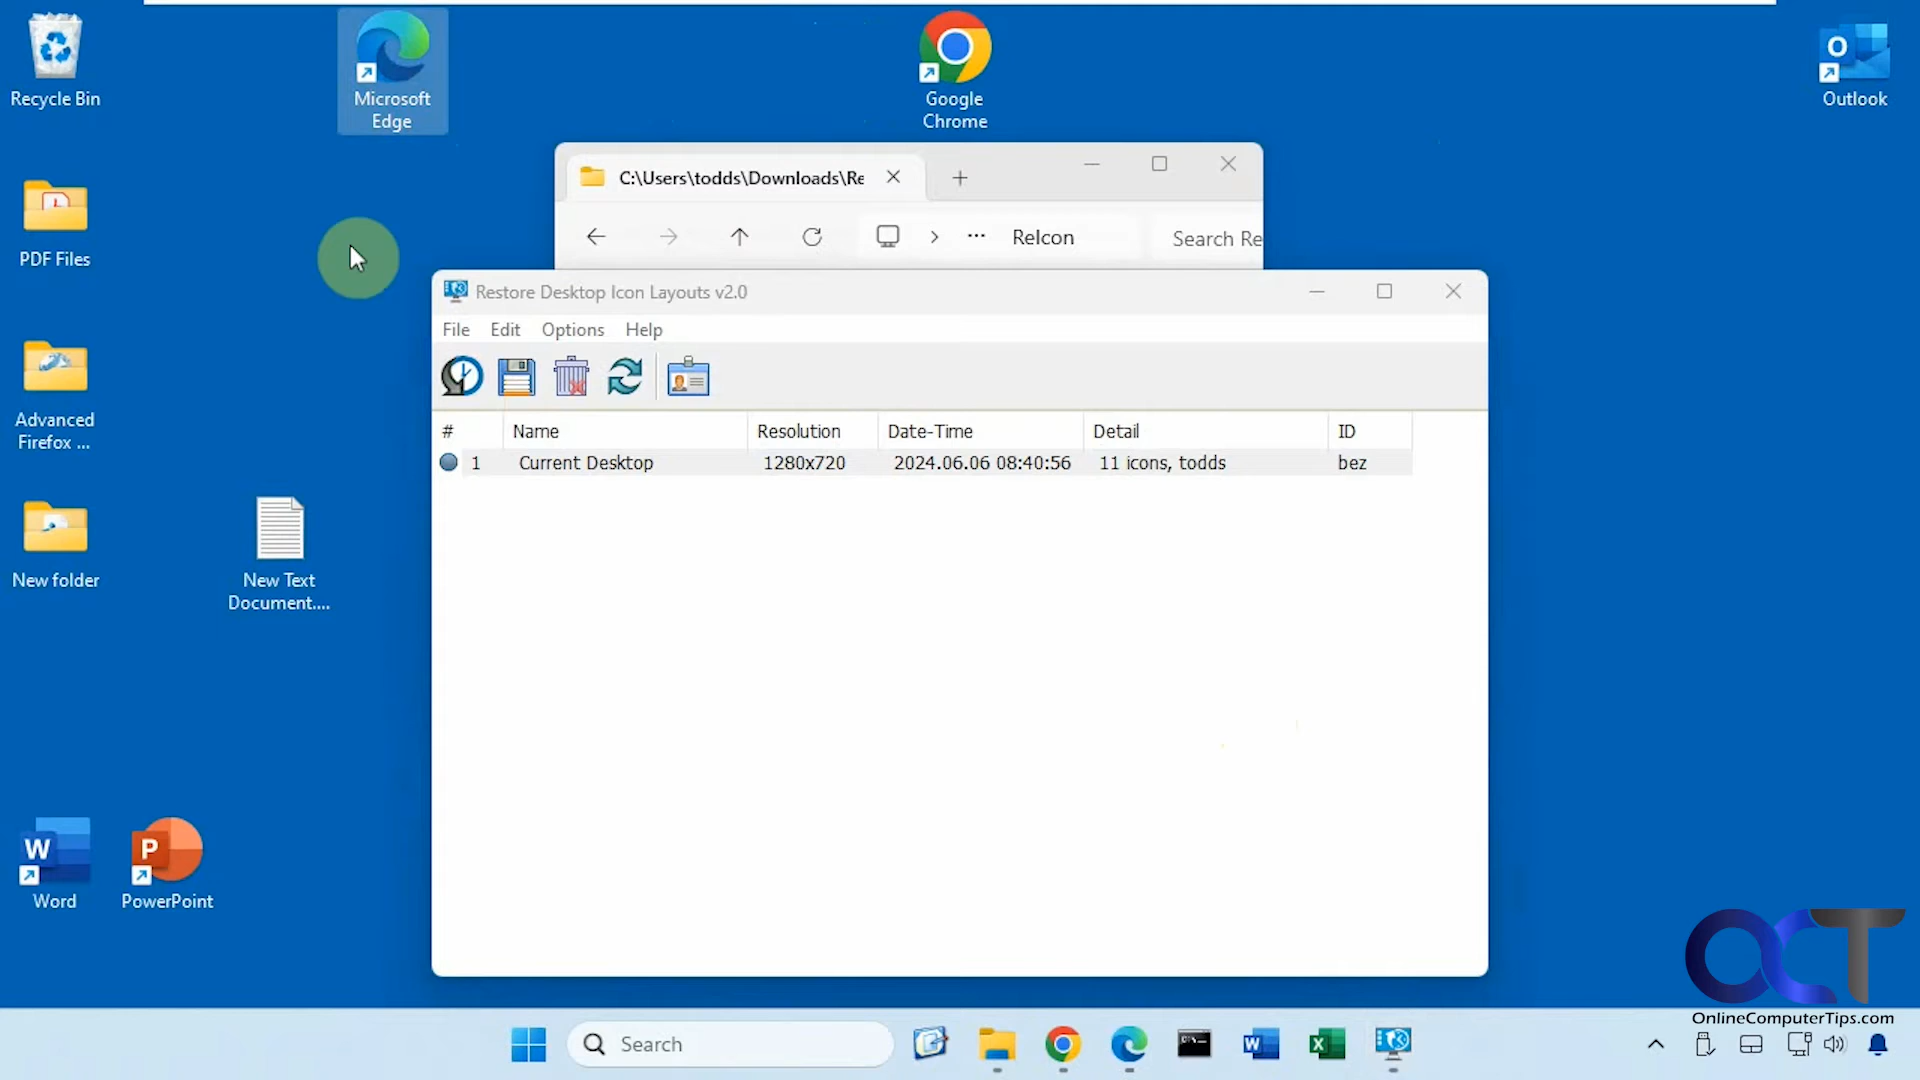 Recycle Bin
Microsoft
Edge
Google
Chrome
Outlook
PDF Files
Advanced
Firefox ...
New folder
New Text
Document....
Word
PowerPoint
C:\Users\todds\Downloads\Re
ReIcon
Search Re
Restore Desktop Icon Layouts v2.0
File Edit Options Help
# Name Resolution Date-Time Detail ID
1 Current Desktop 1280x720 2024.06.06 08:40:56 11 icons, todds bez
OCT
OnlineComputerTips.com
Search